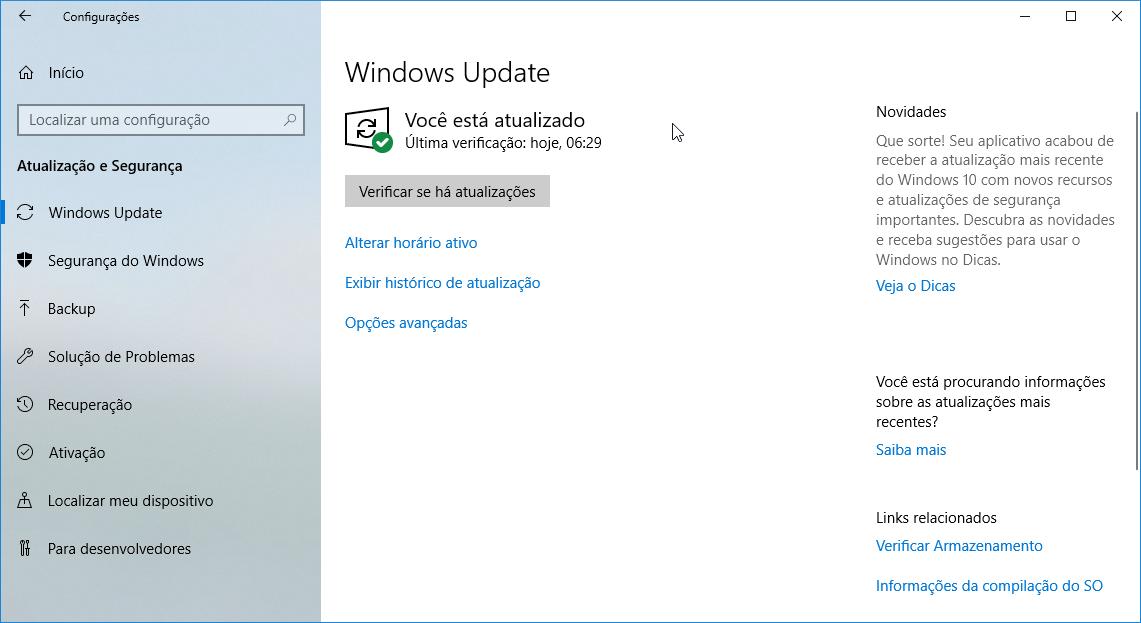 Configurações
Início
Localizar uma configuração
Atualização e Segurança
Windows Update
Segurança do Windows
Backup
Solução de Problemas
Recuperação
Ativação
Localizar meu dispositivo
Para desenvolvedores
Windows Update
Você está atualizado
Última verificação: hoje, 06:29
Verificar se há atualizações
Alterar horário ativo
Exibir histórico de atualização
Opções avançadas
Novidades
Que sorte! Seu aplicativo acabou de
receber a atualização mais recente
do Windows 10 com novos recursos
e atualizações de segurança
importantes. Descubra as novidades
e receba sugestões para usar o
Windows no Dicas.
Veja o Dicas
Você está procurando informações
sobre as atualizações mais
recentes?
Saiba mais
Links relacionados
Verificar Armazenamento
Informações da compilação do SO